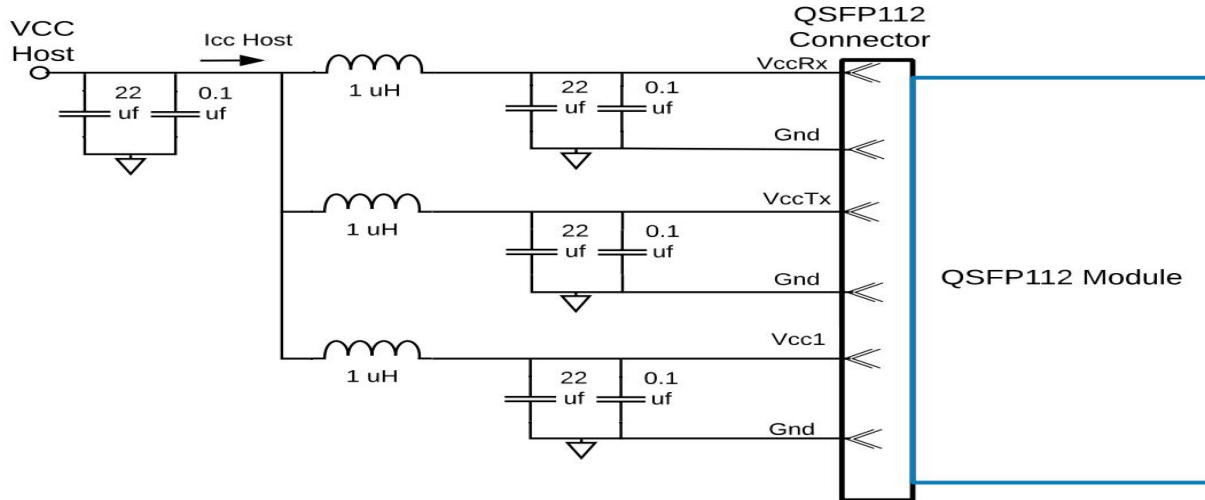 QSFP112
Connector
VCC
Host
Icc Host
VccRx
1 uH
22
uf
0.1
uf
22
uf
0.1
uf
Gnd
VccTx
1 uH
22
uf
0.1
uf
Gnd
QSFP112 Module
Vcc1
1 uH
22
uf
0.1
uf
Gnd